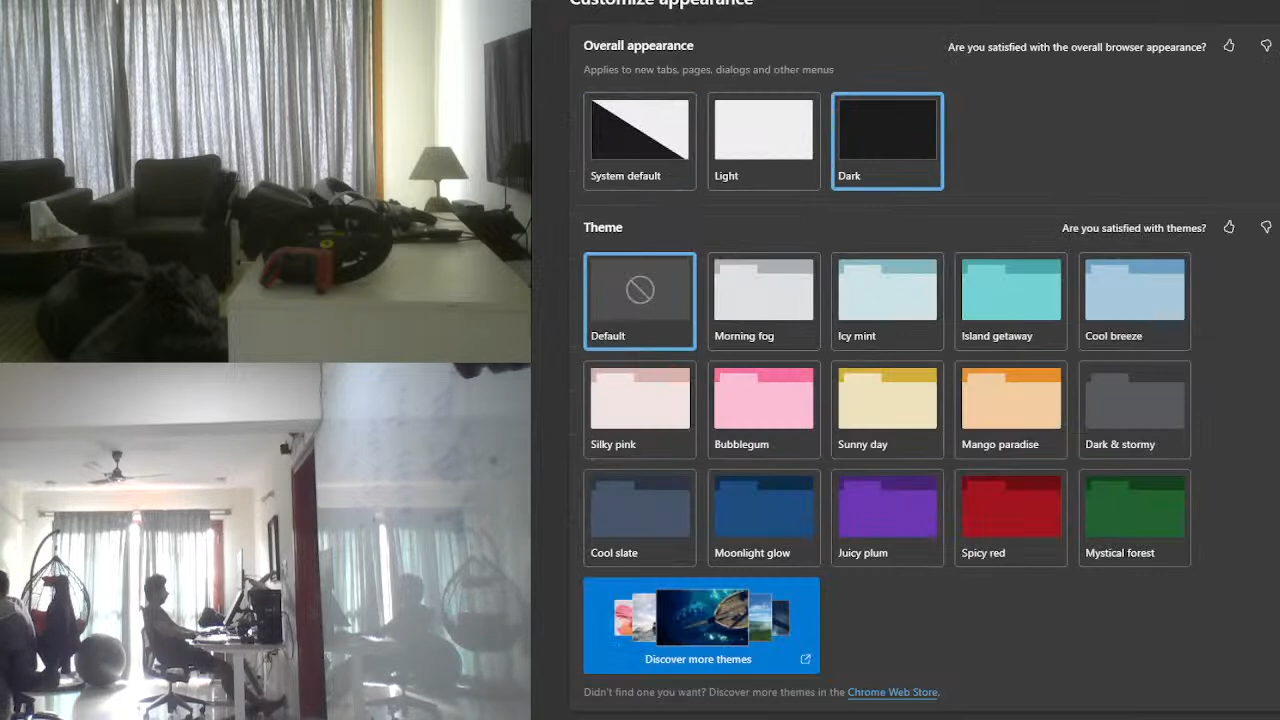 Customize appearance
Overall appearance
Are you satisfied with the overall browser appearance?
Applies to new tabs, pages, dialogs and other menus
System default
Light
Dark
Theme
Are you satisfied with themes?
Default
Morning fog
Icy mint
Island getaway
Cool breeze
Silky pink
Bubblegum
Sunny day
Mango paradise
Dark & stormy
Cool slate
Moonlight glow
Juicy plum
Spicy red
Mystical forest
Discover more themes
Didn't find one you want? Discover more themes in the Chrome Web Store.